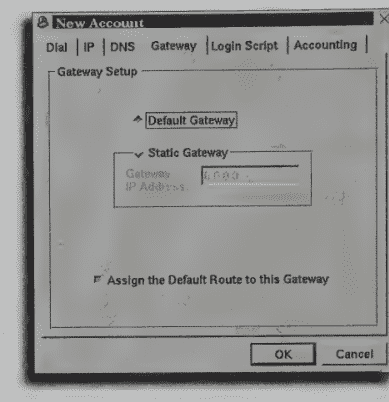 New Account
Dial IP DNS Gateway Login Script Accounting
Gateway Setup
Default Gateway
Static Gateway
Gateway
IP Address
Assign the Default Route to this Gateway
OK Cancel